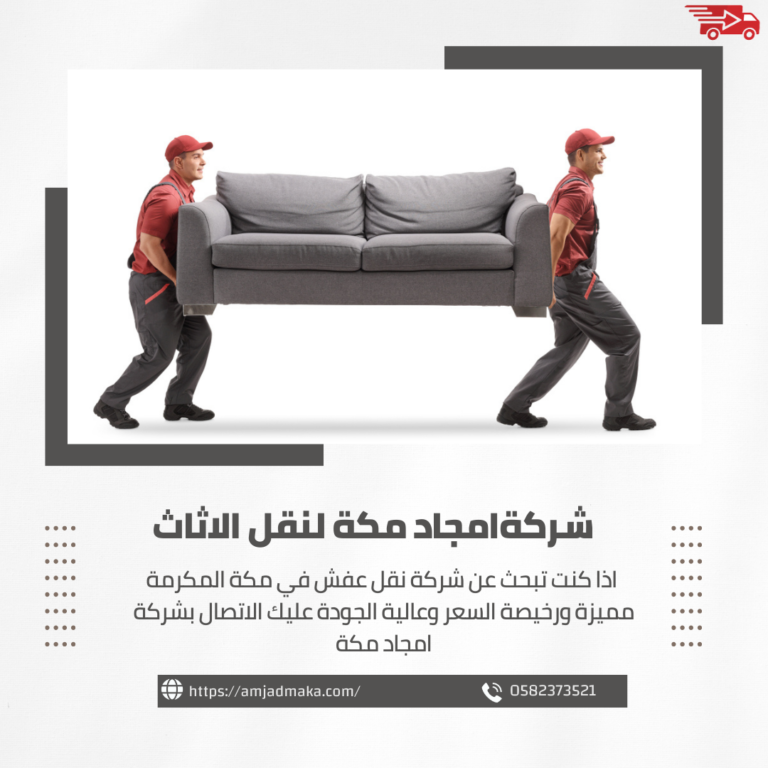 شركةامجاد مكة لنقل الاثاث
اذا كنت تبحث عن شركة نقل عفش في مكة المكرمة
مميزة ورخيصة السعر وعالية الجودة عليك الاتصال بشركة
امجاد مكة
https://amjadmaka.com/
0582373521